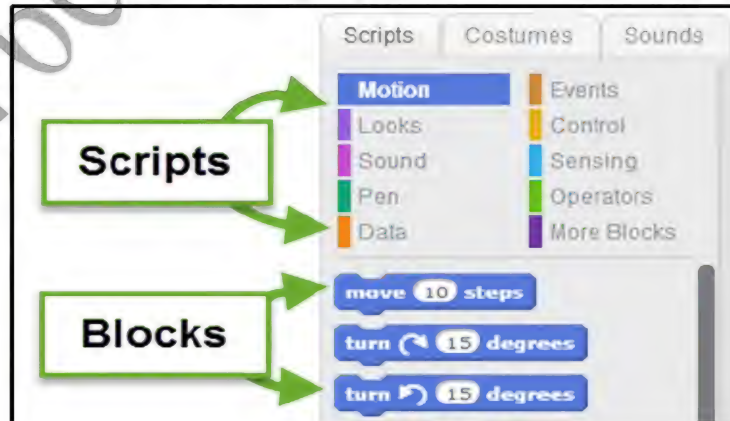 Scripts Costumes Sounds
Motion Events
Looks Control
Sound Sensing
Pen Operators
Data More Blocks
Scripts
move 10 steps
turn 15 degrees
turn 15 degrees
Blocks